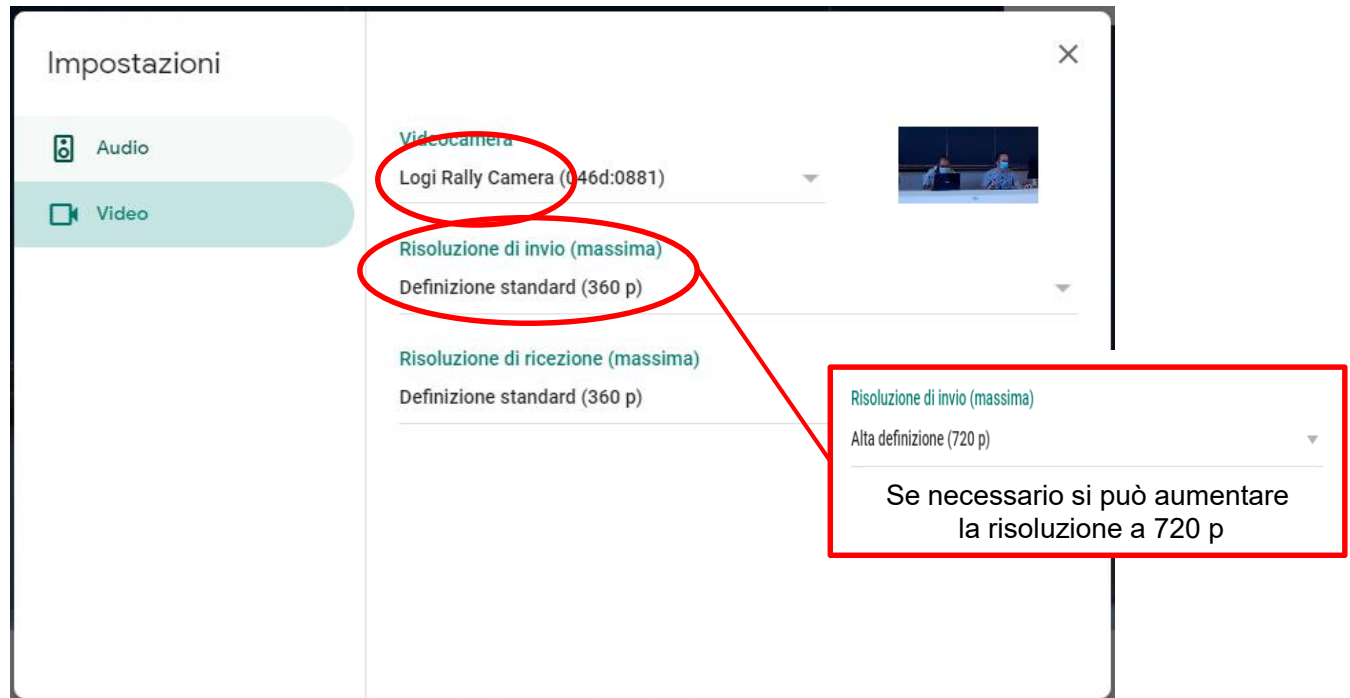 Impostazioni
Audio
Video
Videocamera
Logi Rally Camera (046d:0881)
Risoluzione di invio (massima)
Definizione standard (360 p)
Risoluzione di ricezione (massima)
Definizione standard (360 p)
Risoluzione di invio (massima)
Alta definizione (720 p)
Se necessario si può aumentare
la risoluzione a 720 p